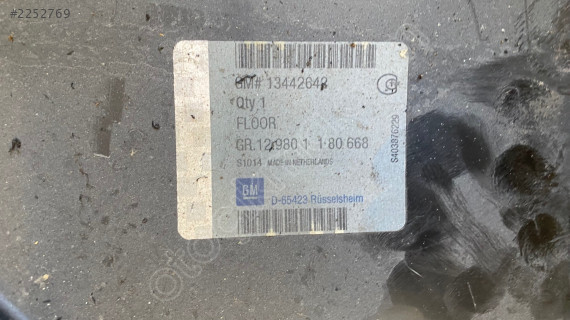 #2252769
GM# 13442642
Qty 1
FLOOR
GR.12 980 1 1 80 668
S1014 MADE IN NETHERLANDS
GM
D-65423 Rüsselsheim
S403B76229